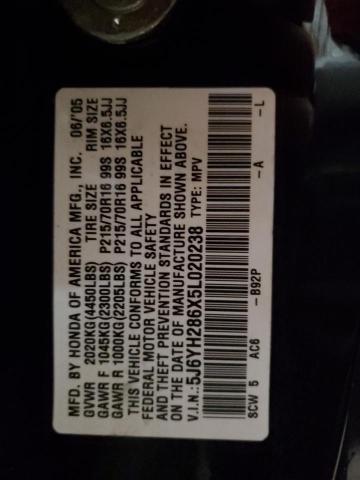 MFD. BY HONDA OF AMERICA MFG., INC. 06/'05
GVWR 2020KG(4450LBS) TIRE SIZE RIM SIZE
GAWR F 1045KG(2300LBS) P215/70R16 99S 16X6.5JJ
GAWR R 1000KG(2205LBS) P215/70R16 99S 16X6.5JJ
THIS VEHICLE CONFORMS TO ALL APPLICABLE
FEDERAL MOTOR VEHICLE SAFETY
AND THEFT PREVENTION STANDARDS IN EFFECT
ON THE DATE OF MANUFACTURE SHOWN ABOVE.
V.I.N.:5J6YH286X5L020238 TYPE: MPV
SCW 5 AC6 -B92P -A -L